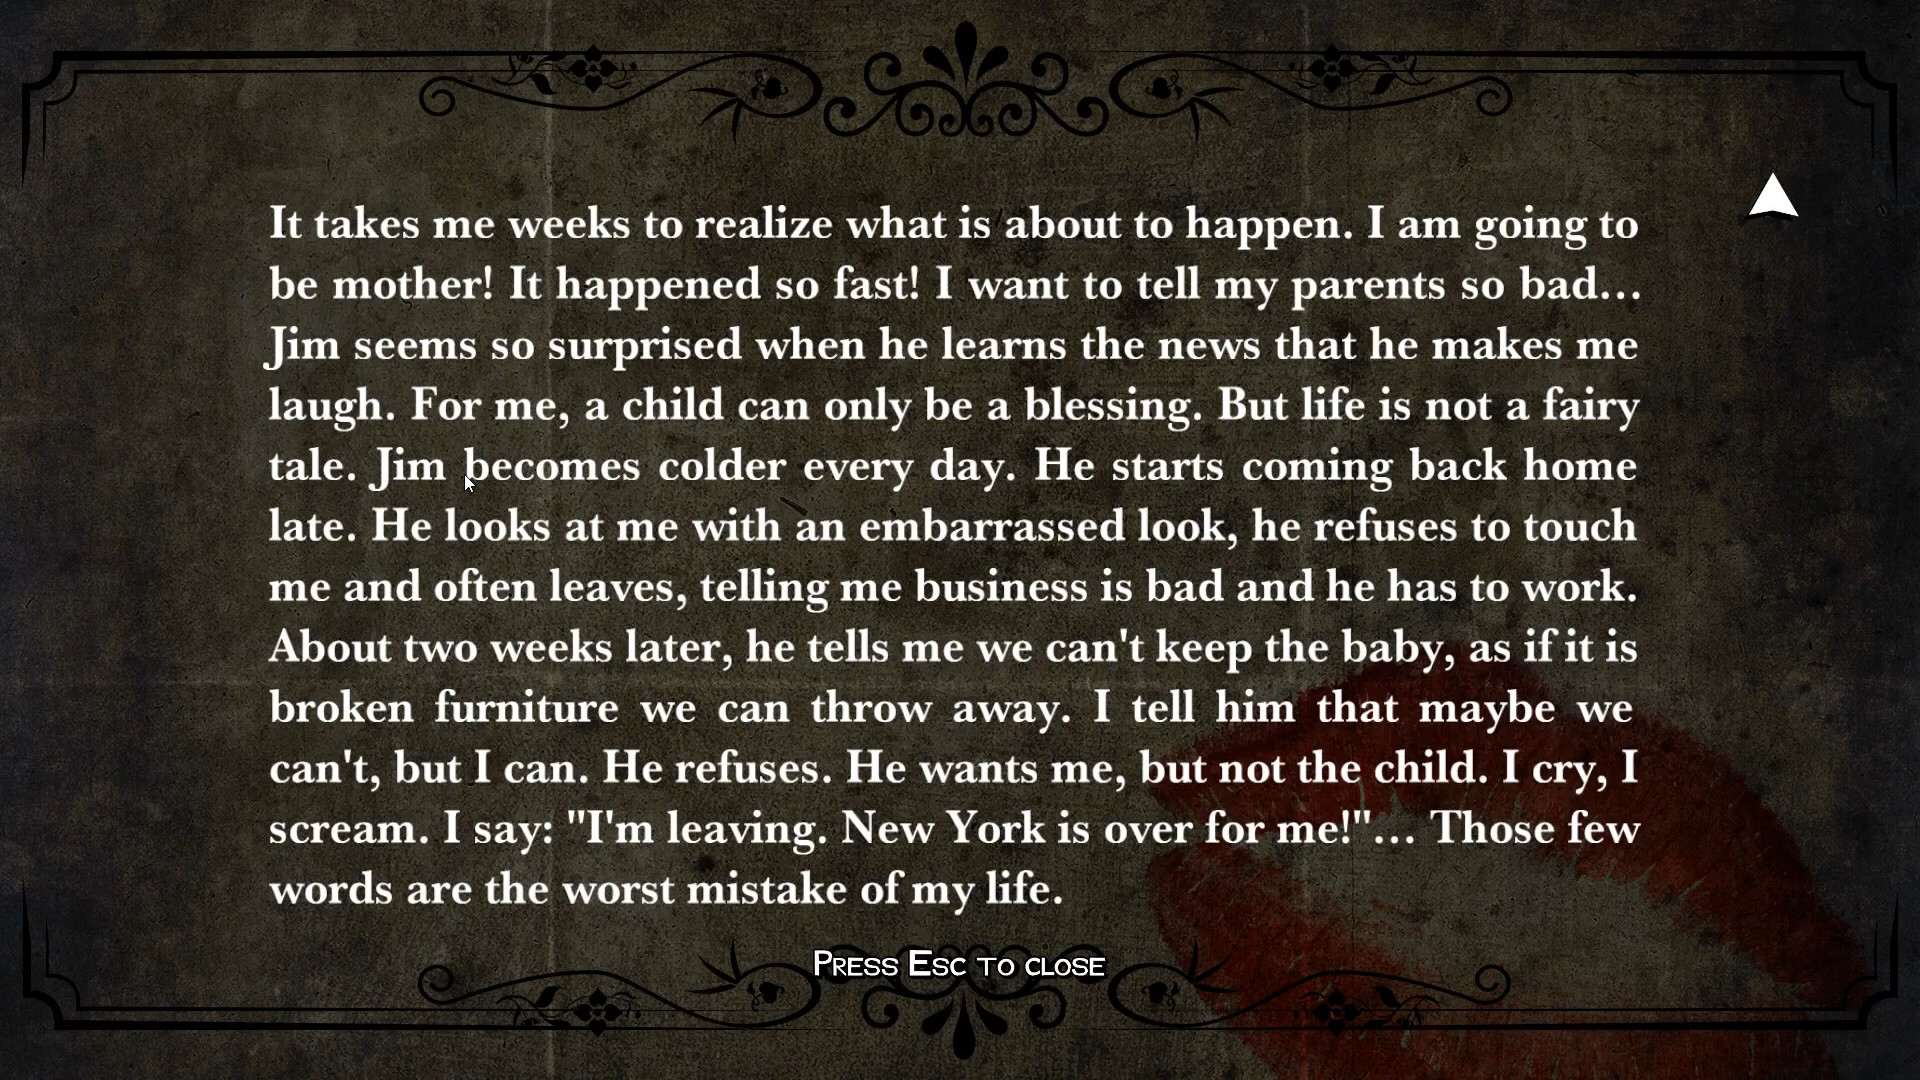 It takes me weeks to realize what is about to happen. I am going to
be mother! It happened so fast! I want to tell my parents so bad...
Jim seems so surprised when he learns the news that he makes me
laugh. For me, a child can only be a blessing. But life is not a fairy
tale. Jim becomes colder every day. He starts coming back home
late. He looks at me with an embarrassed look, he refuses to touch
me and often leaves, telling me business is bad and he has to work.
About two weeks later, he tells me we can't keep the baby, as if it is
broken furniture we can throw away. I tell him that maybe we
can't, but I can. He refuses. He wants me, but not the child. I cry, I
scream. I say: "I'm leaving. New York is over for me!"... Those few
words are the worst mistake of my life.
Press Esc to close